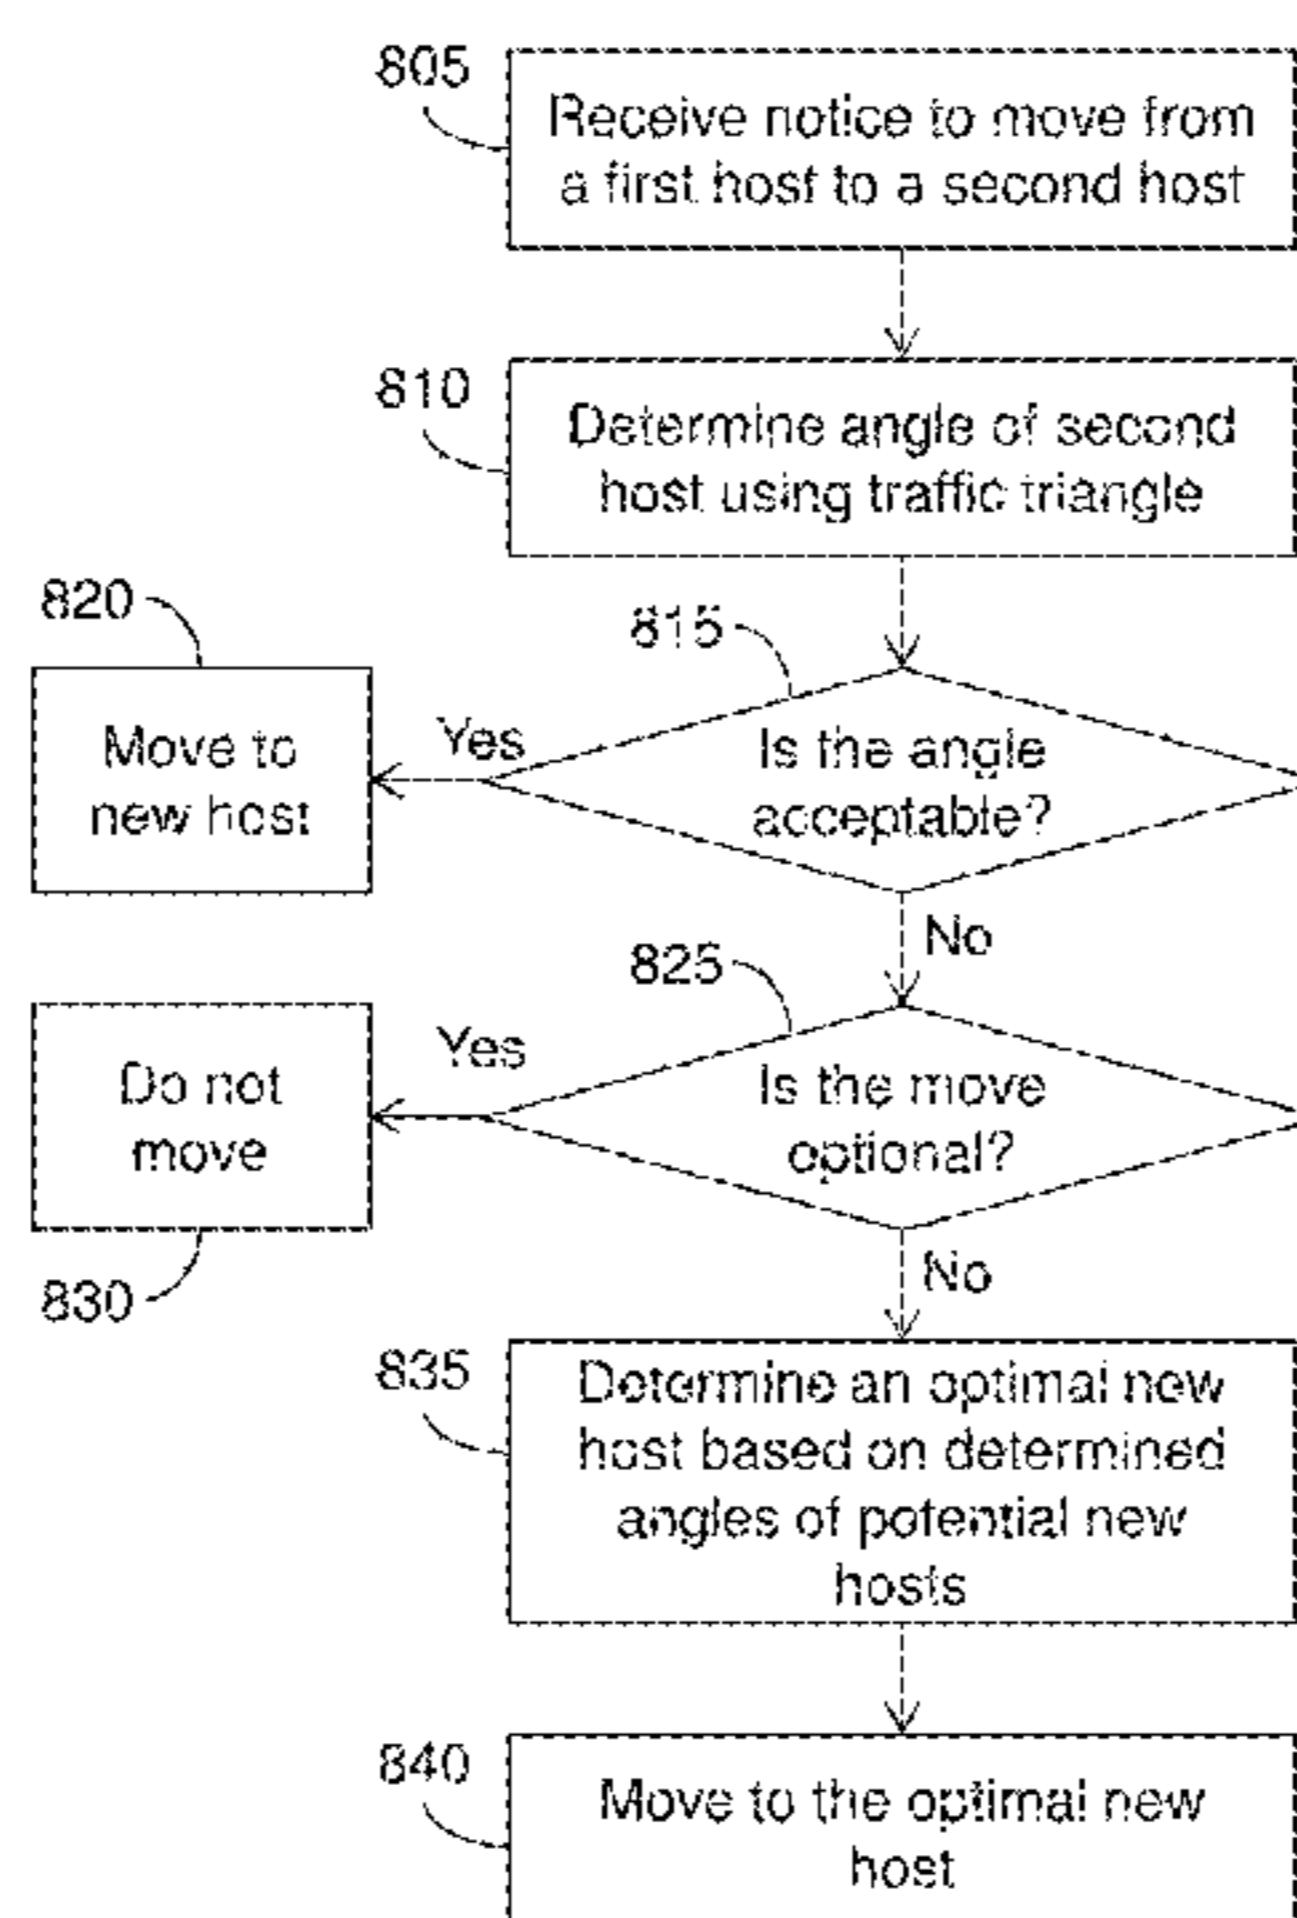 805
Receive notice to move from
a first host to a second host
810
Determine angle of second
host using traffic triangle
820
815
Move to
new host
Yes
Is the angle
acceptable?
No
825
Do not
move
Yes
Is the move
optional?
830
No
835
Determine an optimal new
host based on determined
angles of potential new
hosts
840
Move to the optimal new
host